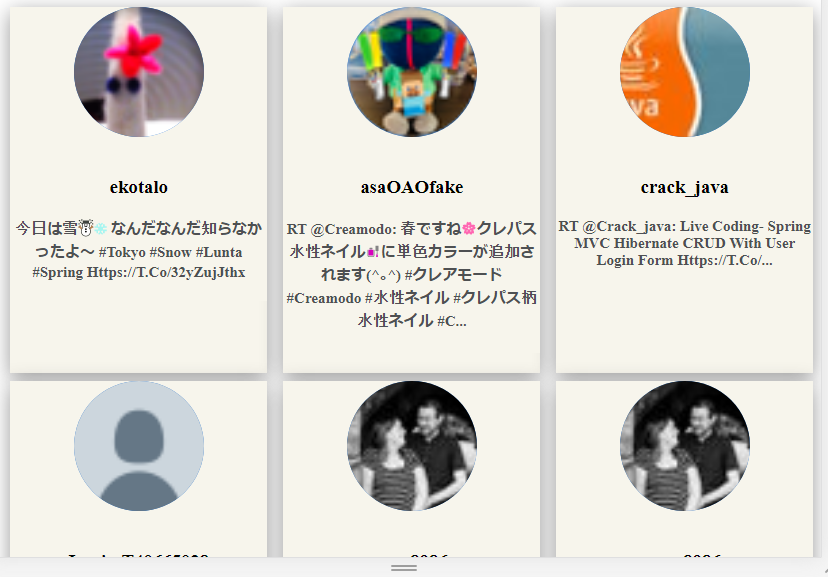 va
ekotalo
今日は雪☃❄ なんだなんだ知らなか
ったよ〜 #Tokyo #Snow #Lunta
#Spring Https://T.Co/32yZujJthx
asaOAOfake
RT @Creamodo: 春ですね🌸クレパス
水性ネイル💅に単色カラーが追加さ
れます(^｡^) #クレアモード
#Creamodo #水性ネイル #クレパス柄
水性ネイル #C...
crack_java
RT @Crack_java: Live Coding- Spring
MVC Hibernate CRUD With User
Login Form Https://T.Co/...